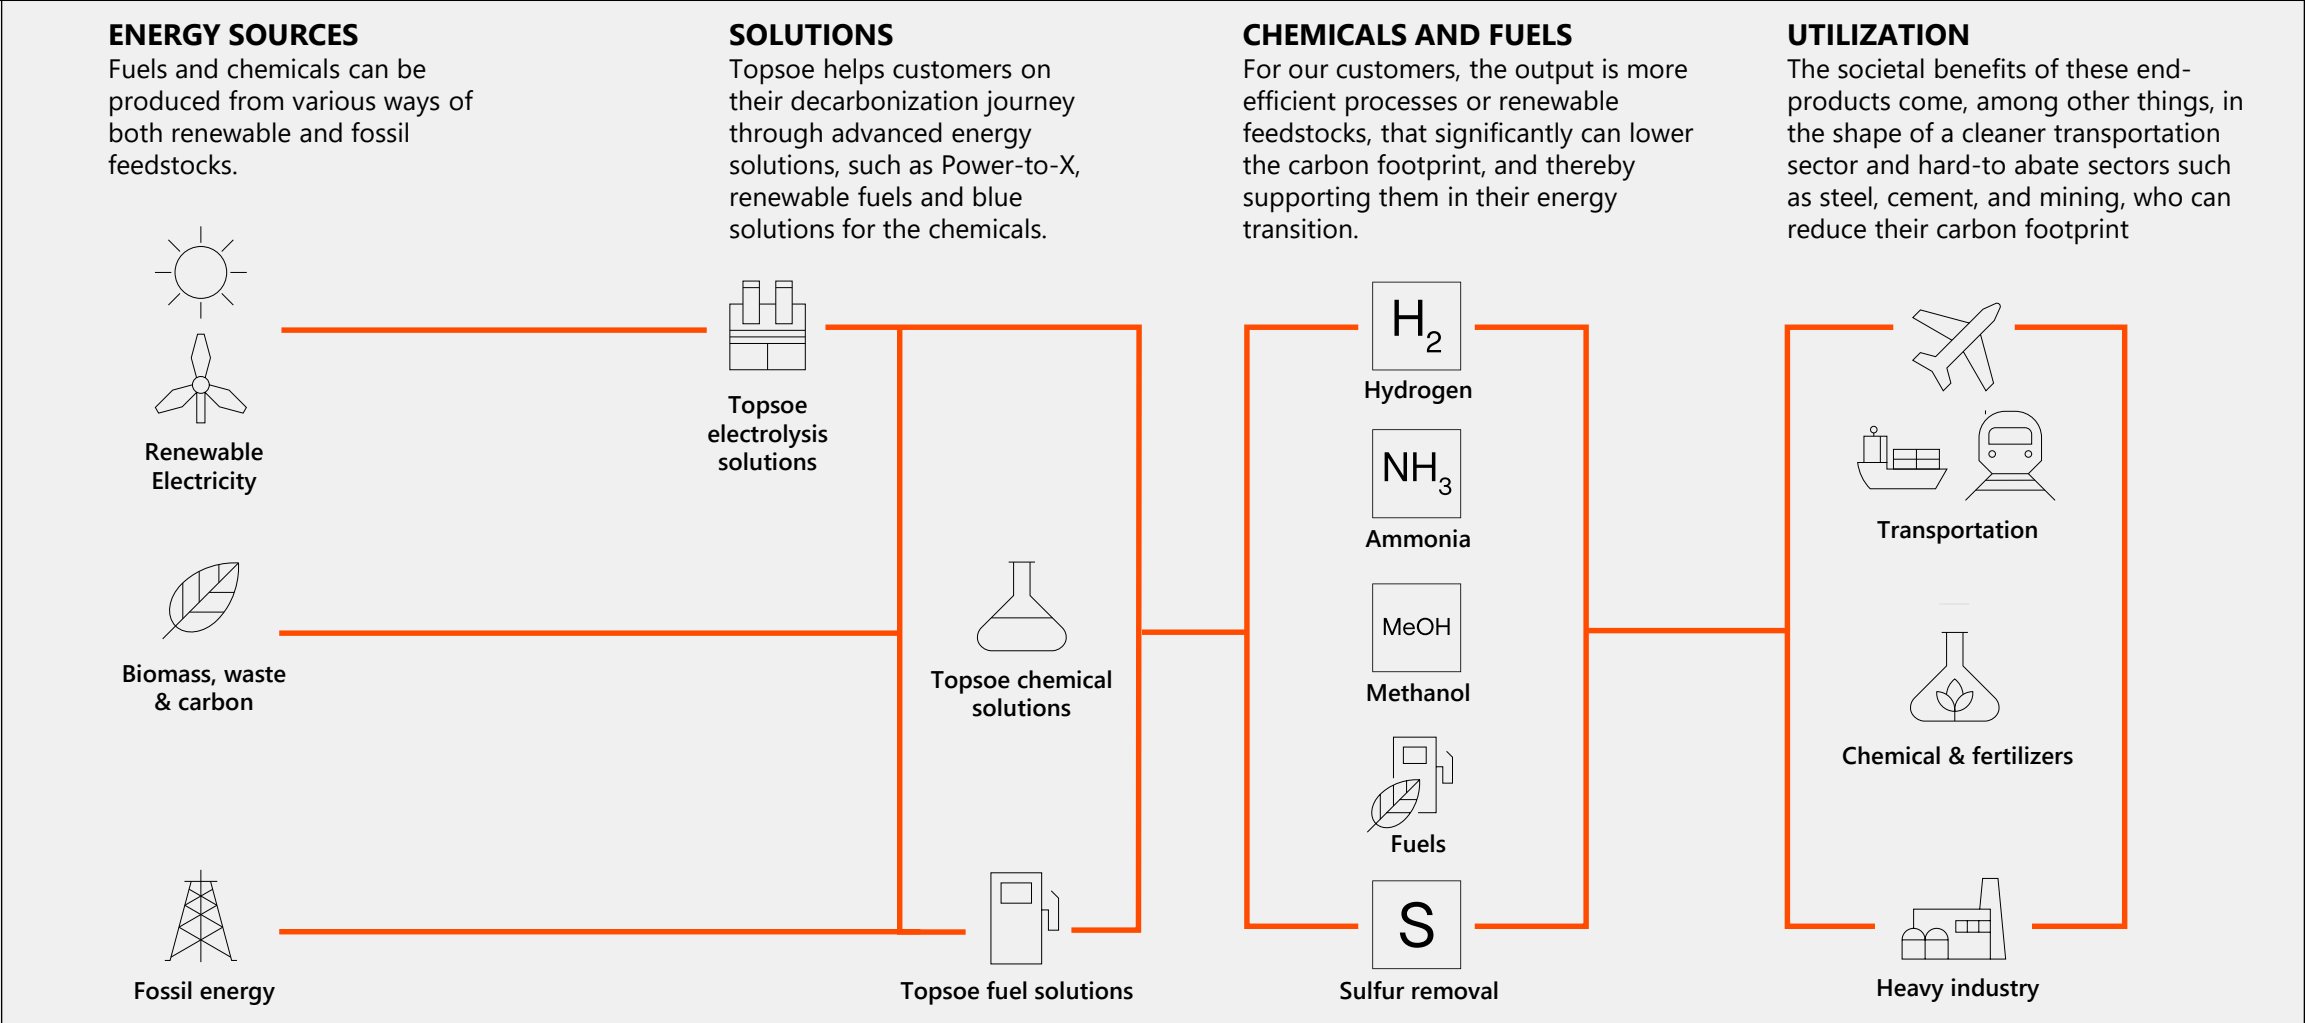 ENERGY SOURCES
Fuels and chemicals can be
produced from various ways of
both renewable and fossil
feedstocks.
Renewable
Electricity
Biomass, waste
& carbon
Fossil energy
SOLUTIONS
Topsoe helps customers on
their decarbonization journey
through advanced energy
solutions, such as Power-to-X,
renewable fuels and blue
solutions for the chemicals.
Topsoe
electrolysis
solutions
Topsoe chemical
solutions
Topsoe fuel solutions
CHEMICALS AND FUELS
For our customers, the output is more
efficient processes or renewable
feedstocks, that significantly can lower
the carbon footprint, and thereby
supporting them in their energy
transition.
H2
Hydrogen
NH3
Ammonia
MeOH
Methanol
Fuels
S
Sulfur removal
UTILIZATION
The societal benefits of these end-
products come, among other things, in
the shape of a cleaner transportation
sector and hard-to abate sectors such
as steel, cement, and mining, who can
reduce their carbon footprint
Transportation
Chemical & fertilizers
Heavy industry